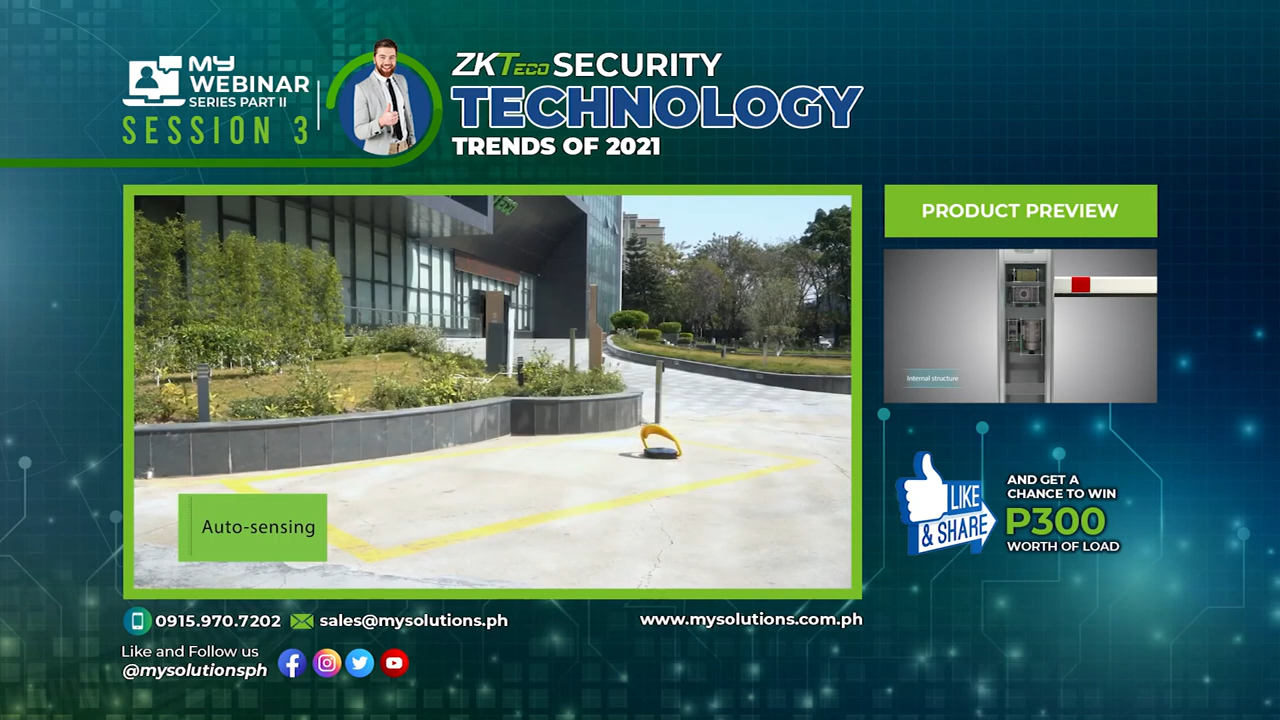 MY
WEBINAR
SERIES PART II
SESSION 3
ZKTECO SECURITY
TECHNOLOGY
TRENDS OF 2021
PRODUCT PREVIEW
Internal structure
Auto-sensing
LIKE
& SHARE
AND GET A
CHANCE TO WIN
P300
WORTH OF LOAD
0915.970.7202 sales@mysolutions.ph www.mysolutions.com.ph
Like and Follow us
@mysolutionsph